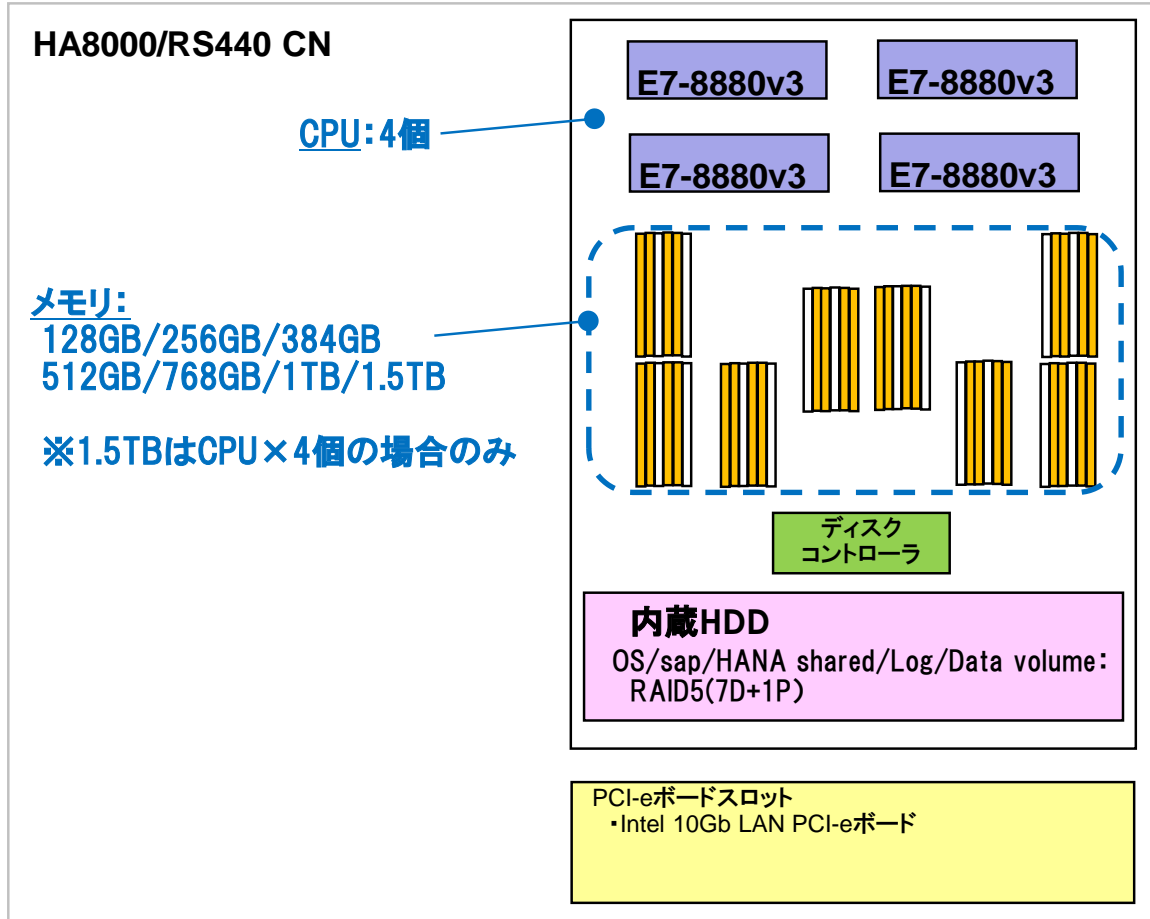 HA8000/RS440 CN
E7-8880v3
E7-8880v3
CPU:4個
E7-8880v3
E7-8880v3
メモリ:
128GB/256GB/384GB
512GB/768GB/1TB/1.5TB
※1.5TBはCPU×4個の場合のみ
ディスク
コントローラ
内蔵HDD
OS/sap/HANA shared/Log/Data volume:
RAID5(7D+1P)
PCI-eボードスロット
・Intel 10Gb LAN PCI-eボード